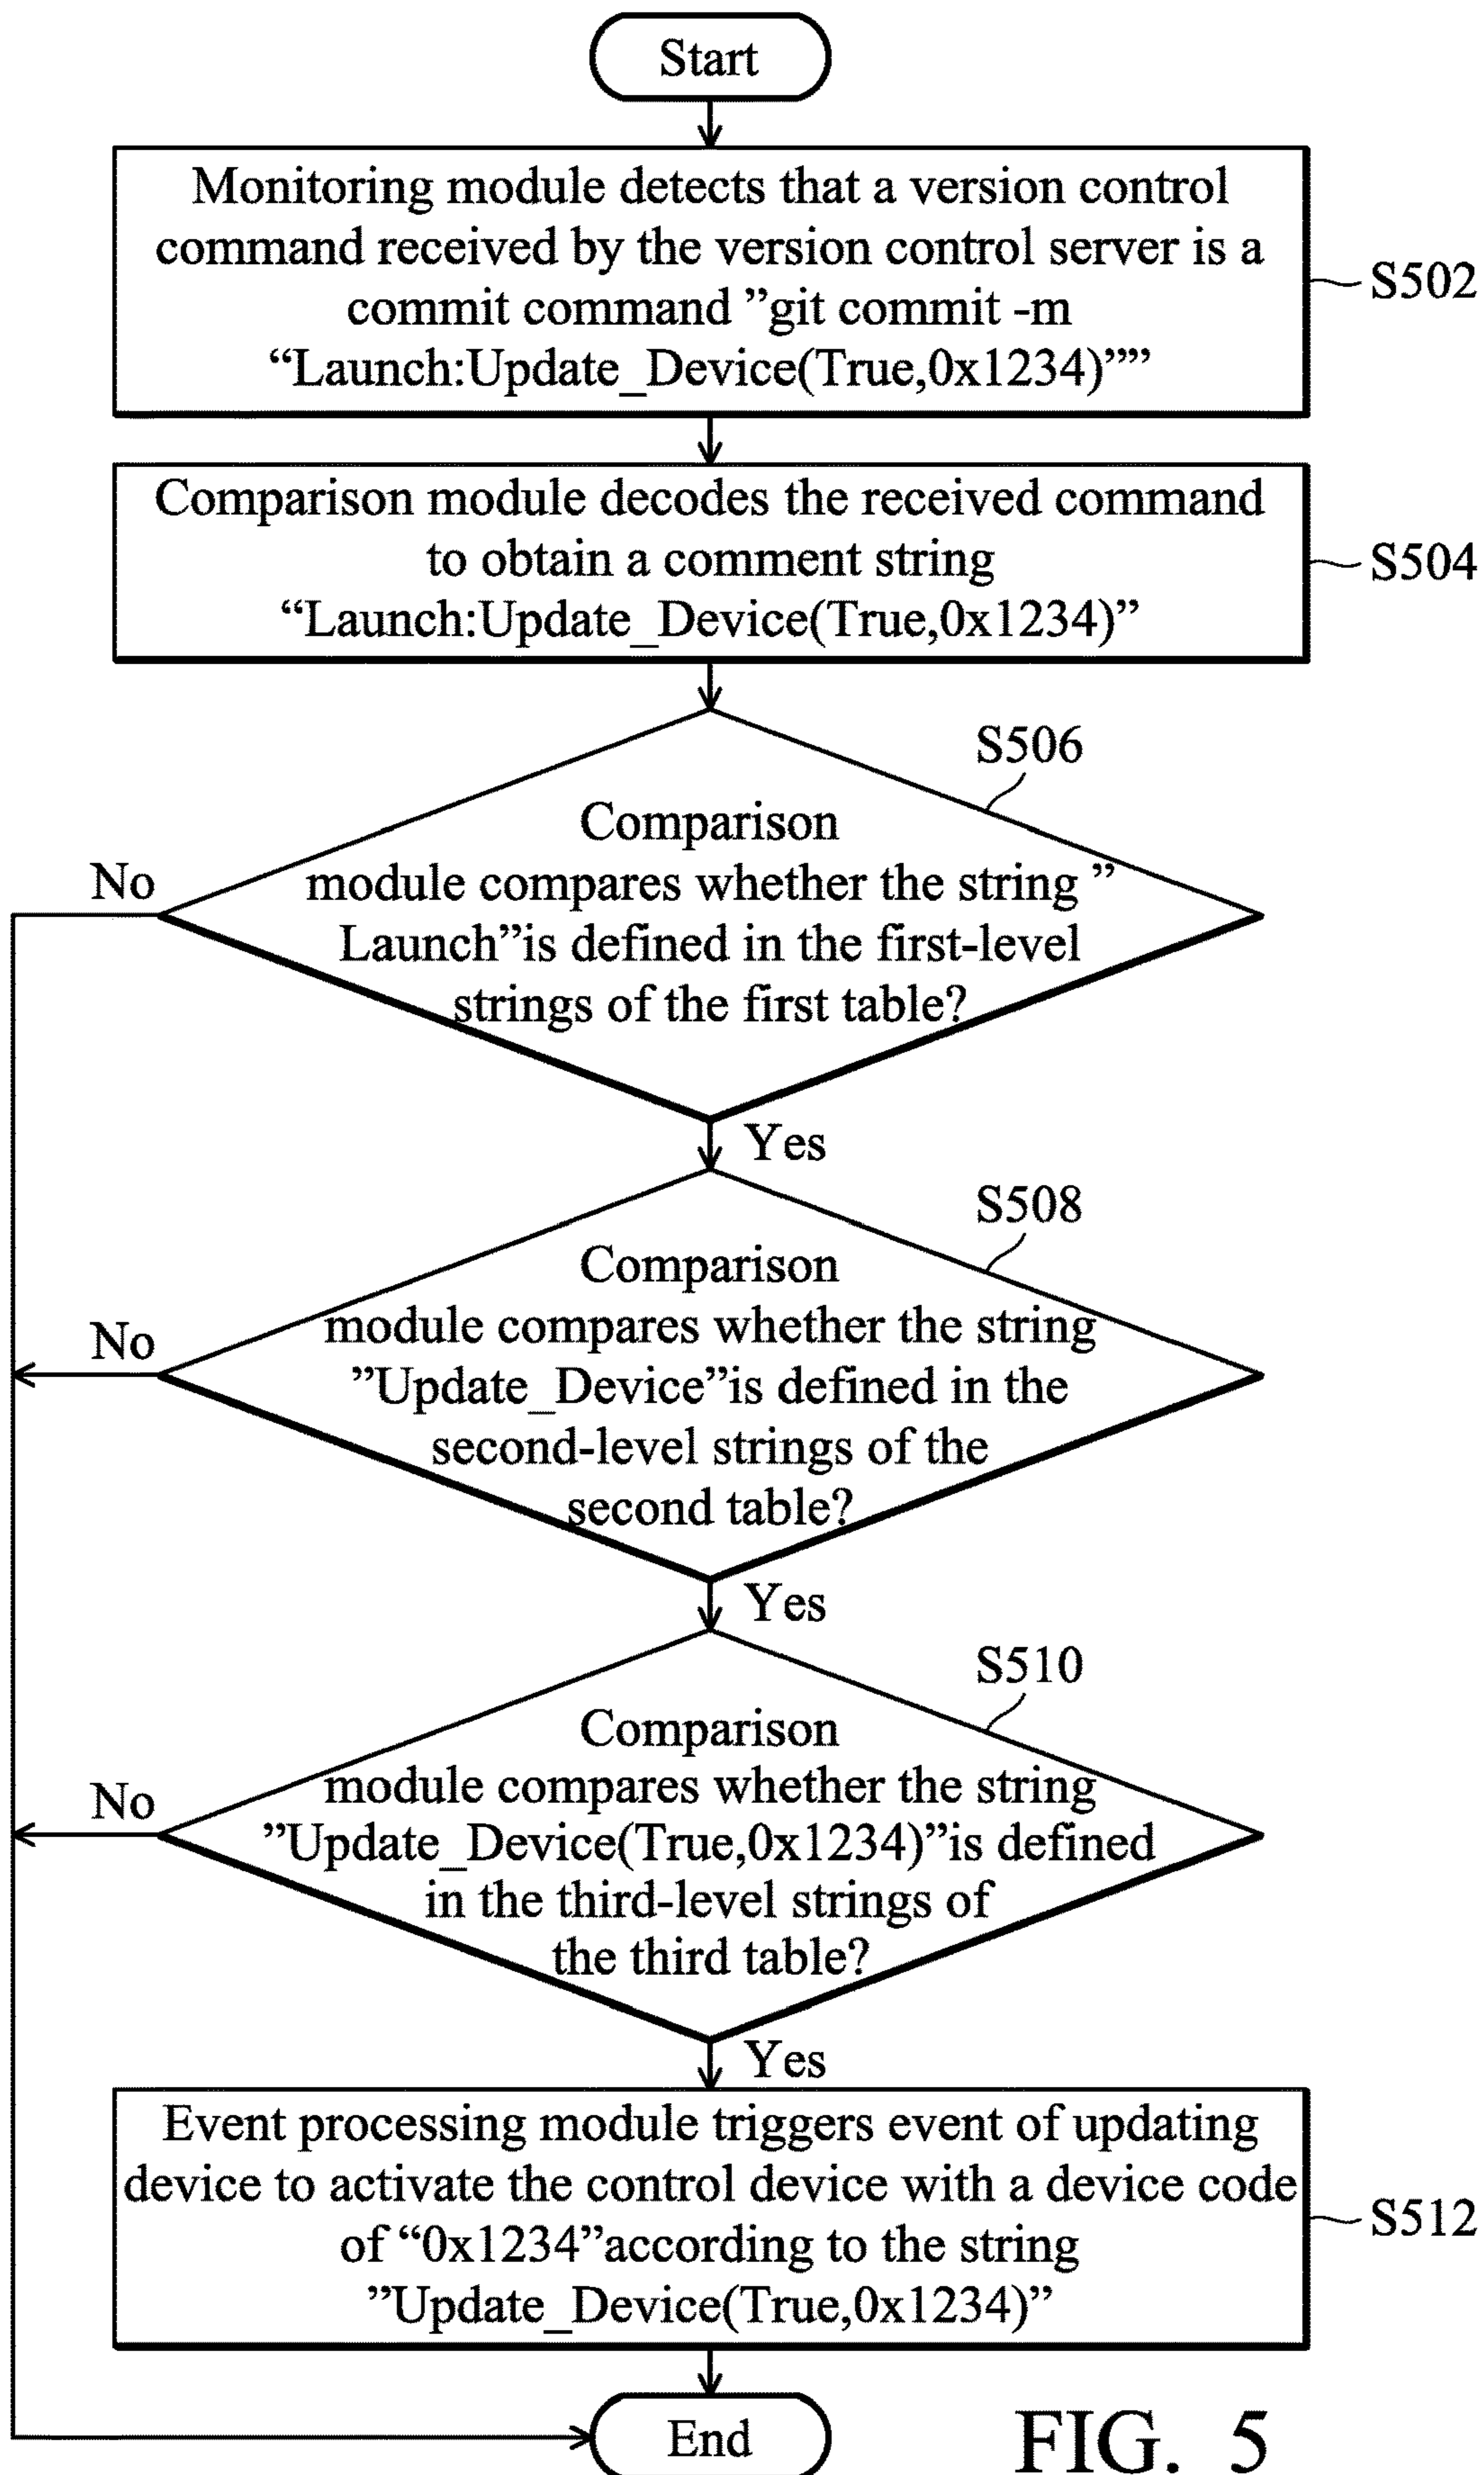 Start
Monitoring module detects that a version control
command received by the version control server is a
commit command ”git commit -m
“Launch:Update_Device(True,0x1234)””
S502
Comparison module decodes the received command
to obtain a comment string
“Launch:Update_Device(True,0x1234)”
S504
S506
Comparison
module compares whether the string ”
Launch”is defined in the first-level
strings of the first table?
No
Yes
S508
Comparison
module compares whether the string
”Update_Device”is defined in the
second-level strings of the
second table?
No
Yes
S510
Comparison
module compares whether the string
”Update_Device(True,0x1234)”is defined
in the third-level strings of
the third table?
No
Yes
Event processing module triggers event of updating
device to activate the control device with a device code
of “0x1234”according to the string
”Update_Device(True,0x1234)”
S512
End
FIG. 5